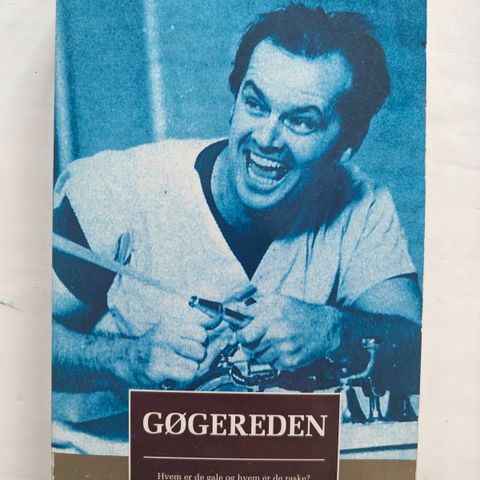 GØGEREDEN
Hvem er de gale og hvem er de raske?